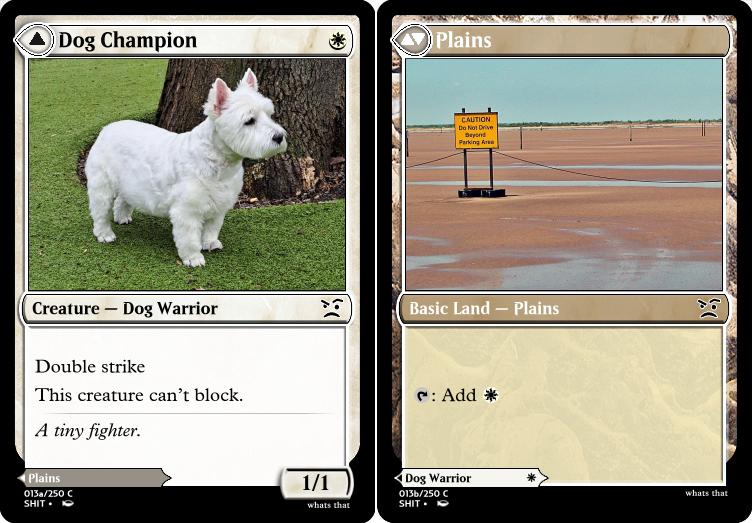 Dog Champion
Creature — Dog Warrior
Double strike
This creature can't block.
A tiny fighter.
Plains
1/1
013a/250 C
SHIT •
whats that
Plains
CAUTION
Do Not Drive
Beyond
Parking Area
Basic Land — Plains
: Add
Dog Warrior
013b/250 C
SHIT •
whats that